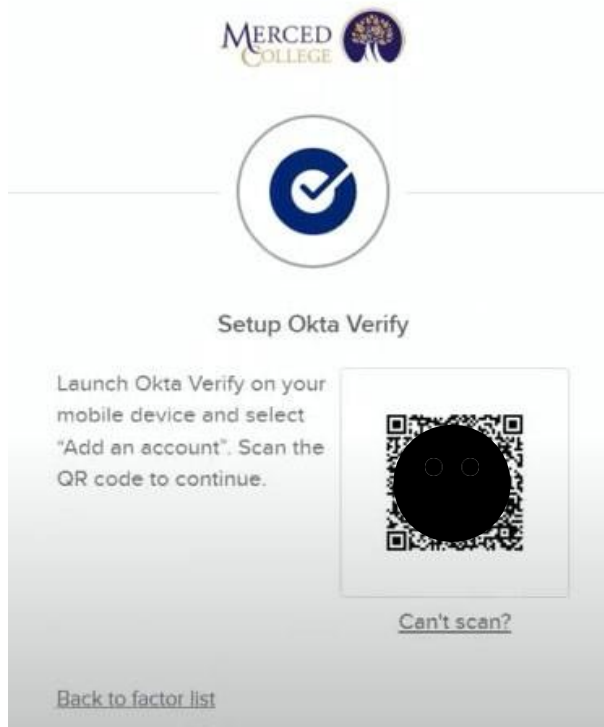 MERCED
COLLEGE
Setup Okta Verify
Launch Okta Verify on your
mobile device and select
“Add an account”. Scan the
QR code to continue.
Can't scan?
Back to factor list